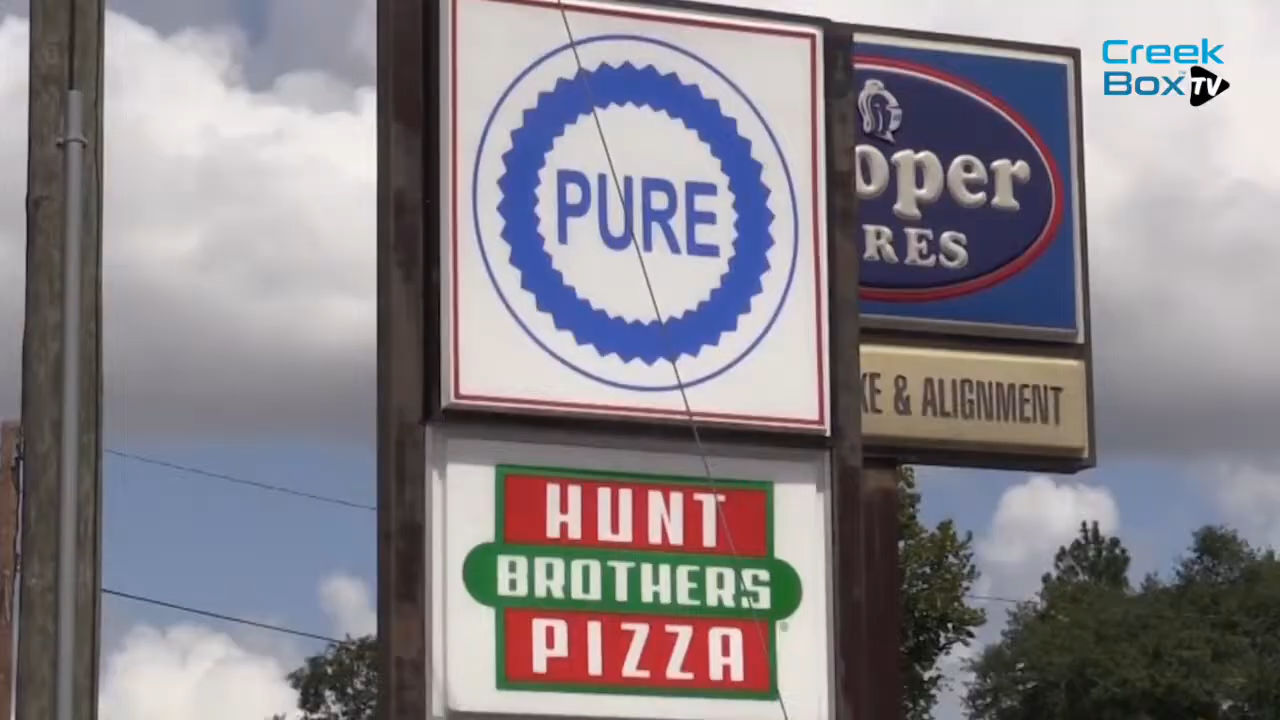 PURE
HUNT
BROTHERS
PIZZA
oper
RES
KE & ALIGNMENT
Creek
Box TV